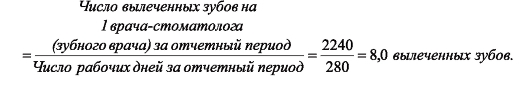 Число вылеченных зубов на
1 врача-стоматолога
(зубного врача) за отчетный период
= Число рабочих дней за отчетный период = 2240 / 280 = 8,0 вылеченных зубов.